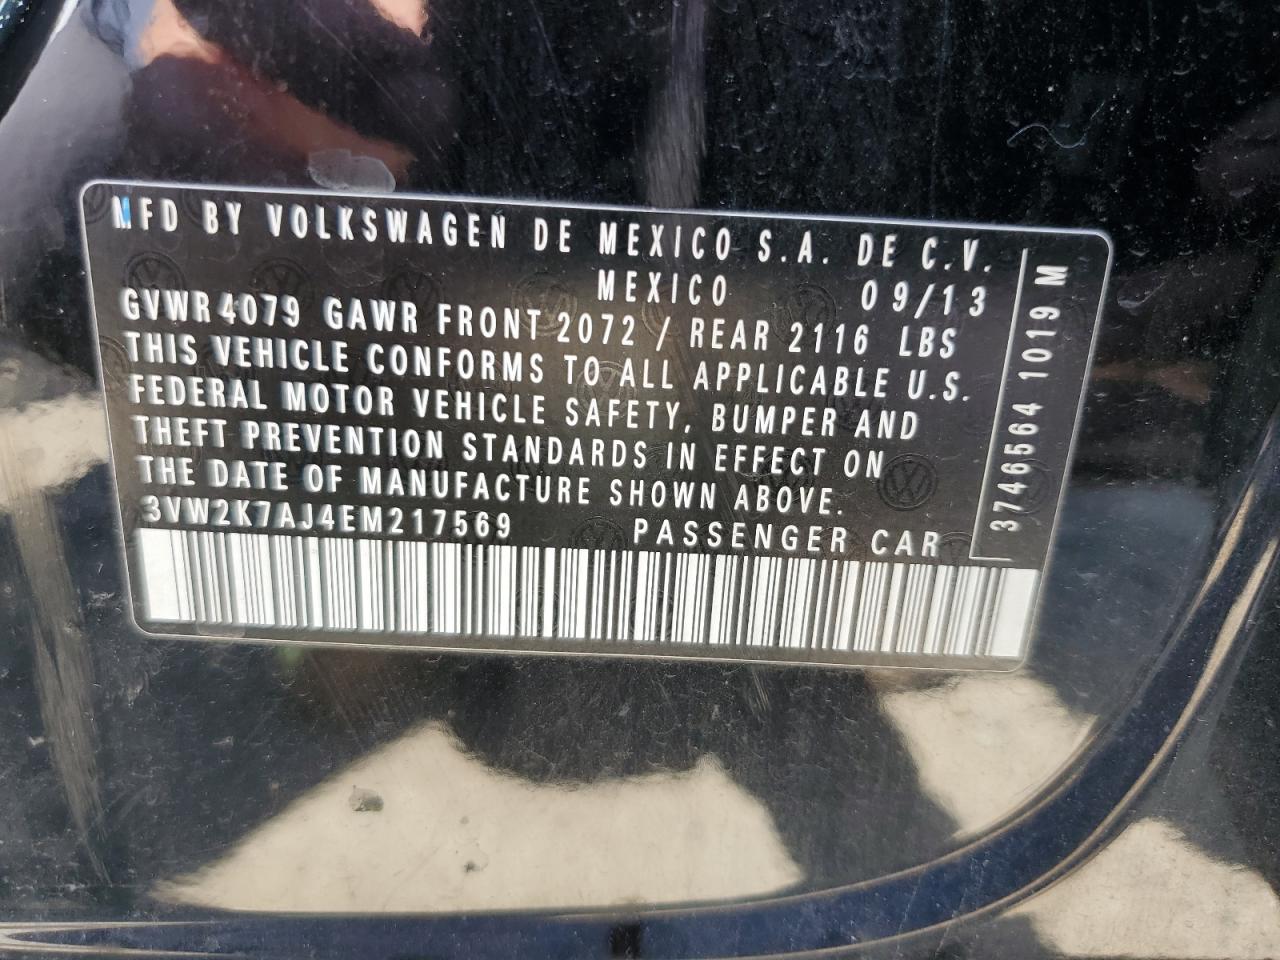 MFD BY VOLKSWAGEN DE MEXICO S.A. DE C.V.
MEXICO 09/13
GVWR 4079 GAWR FRONT 2072 / REAR 2116 LBS
THIS VEHICLE CONFORMS TO ALL APPLICABLE U.S.
FEDERAL MOTOR VEHICLE SAFETY, BUMPER AND
THEFT PREVENTION STANDARDS IN EFFECT ON
THE DATE OF MANUFACTURE SHOWN ABOVE.
3VW2K7AJ4EM217569 PASSENGER CAR
3746564 1019 M